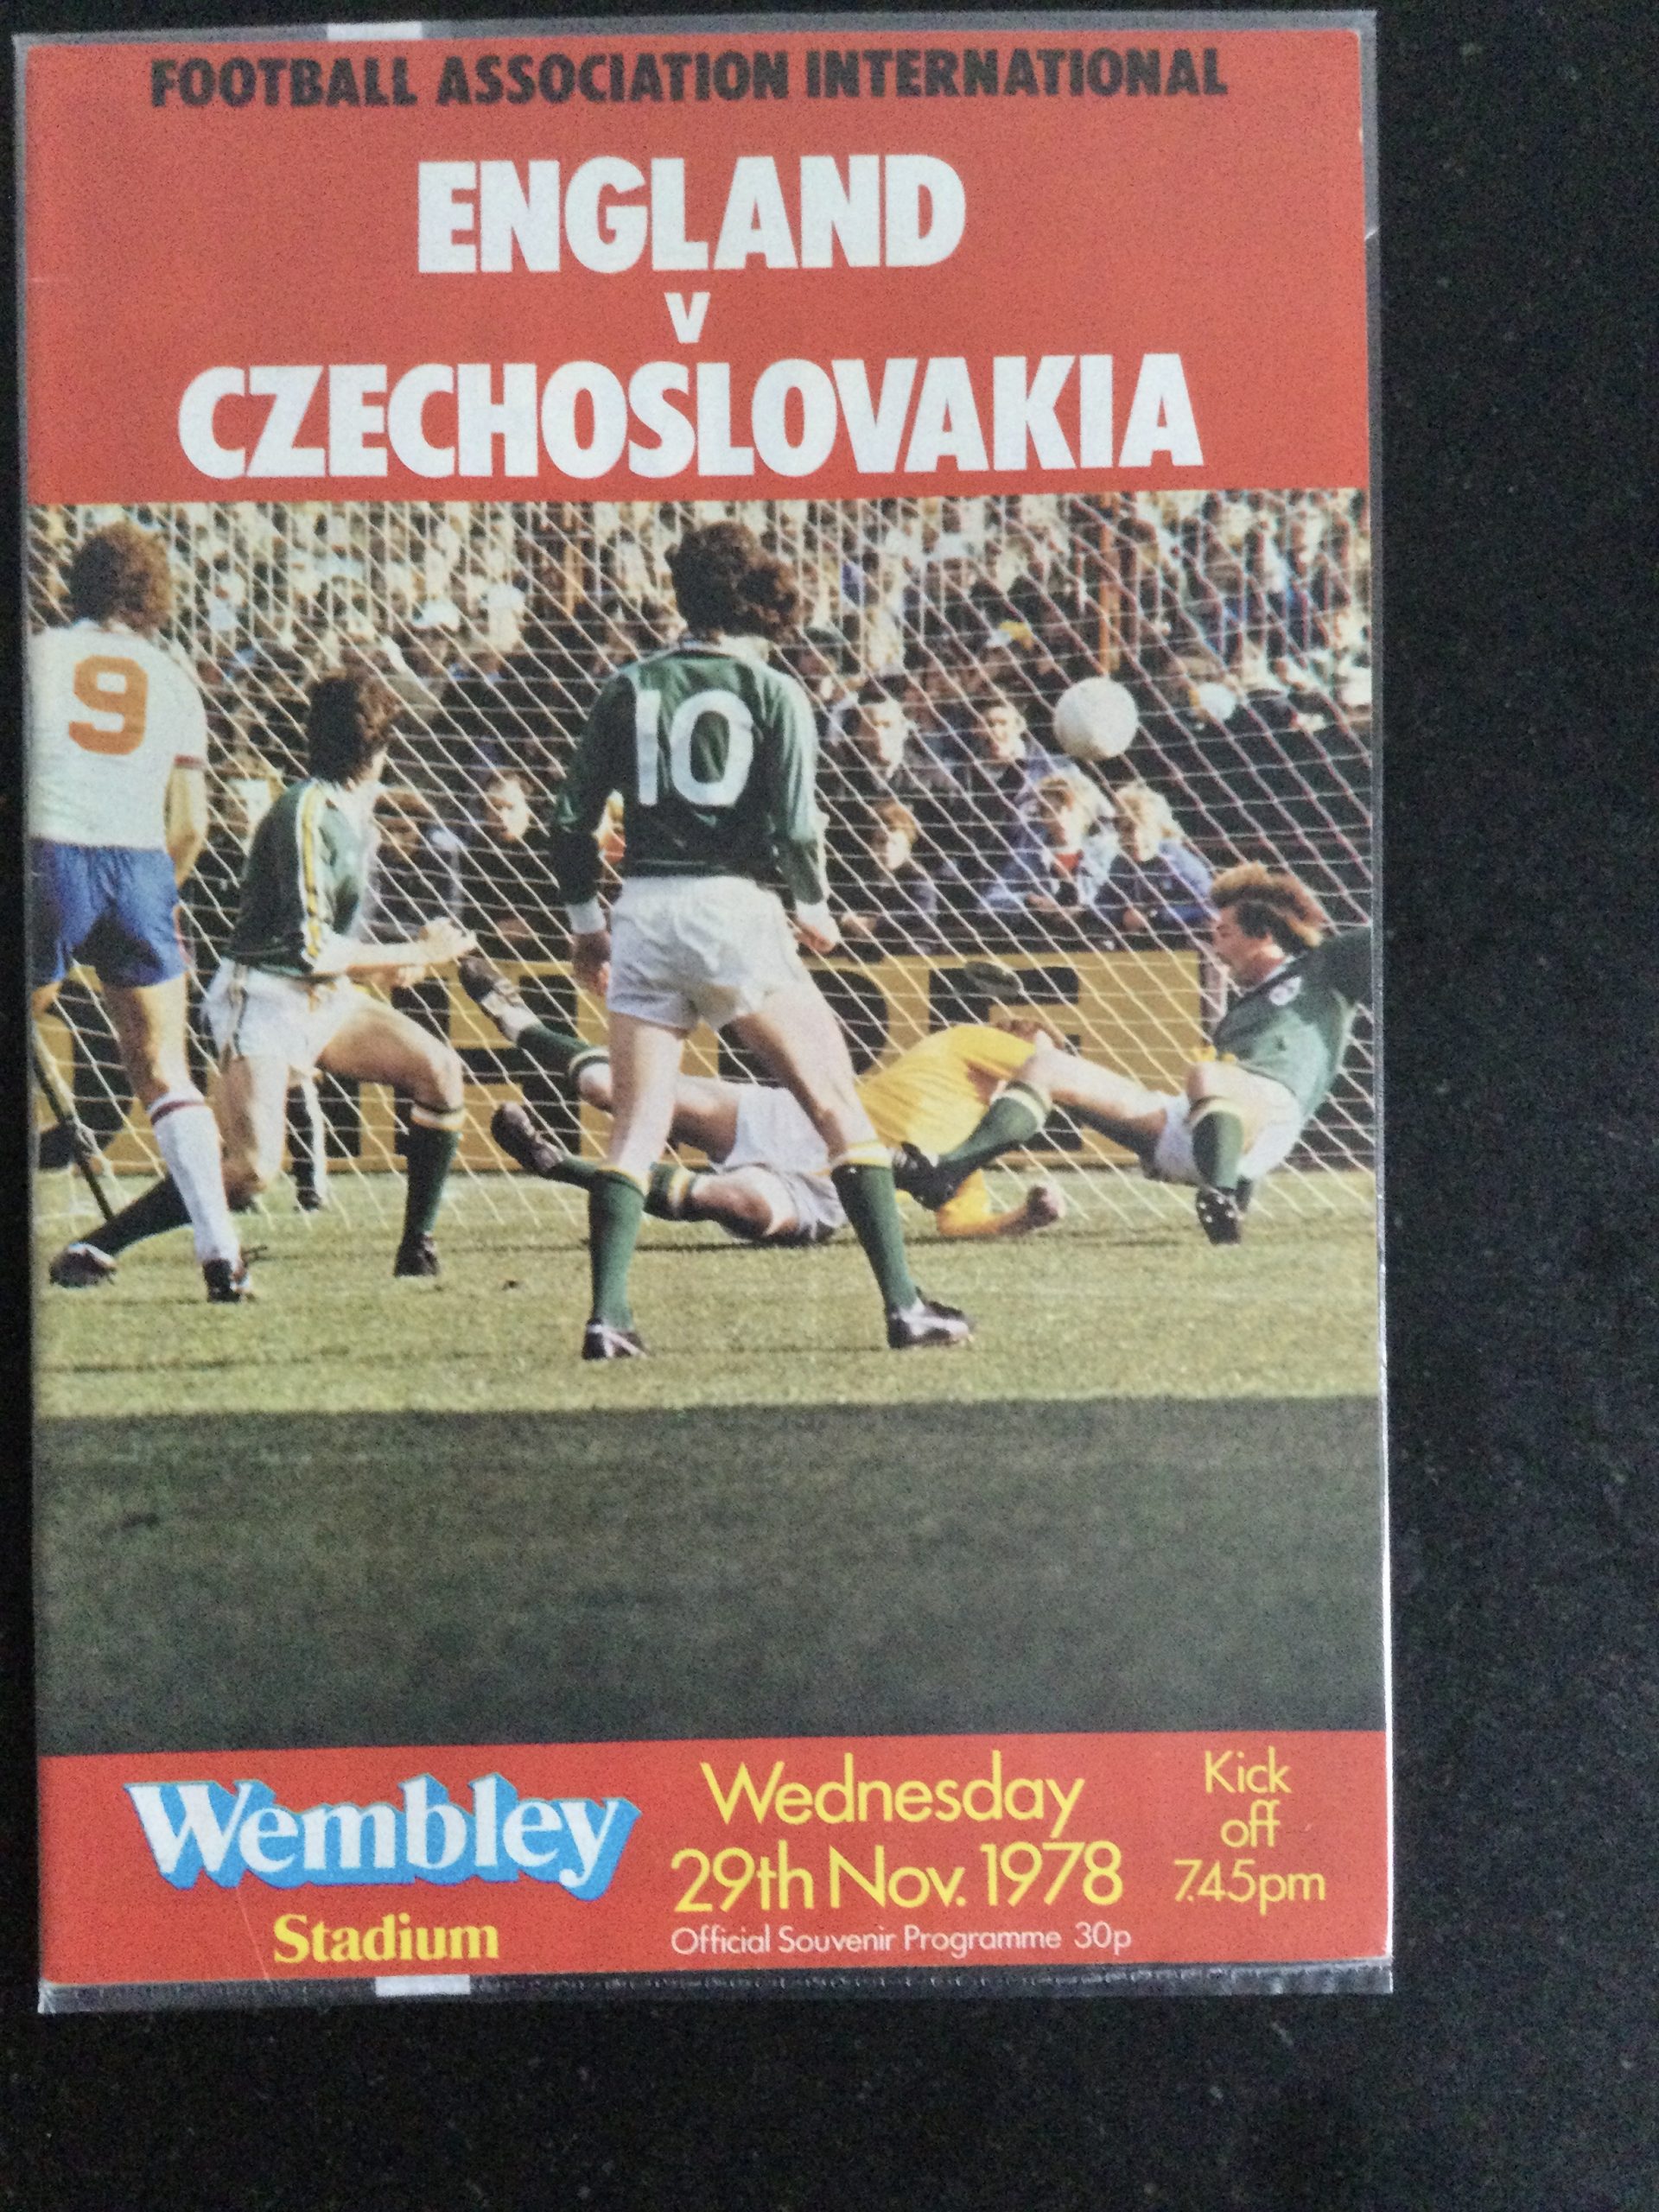 FOOTBALL ASSOCIATION INTERNATIONAL
ENGLAND
v
CZECHOSLOVAKIA
9
10
Wembley
Stadium
Wednesday
29th Nov. 1978
Official Souvenir Programme 30p
Kick
off
7.45pm